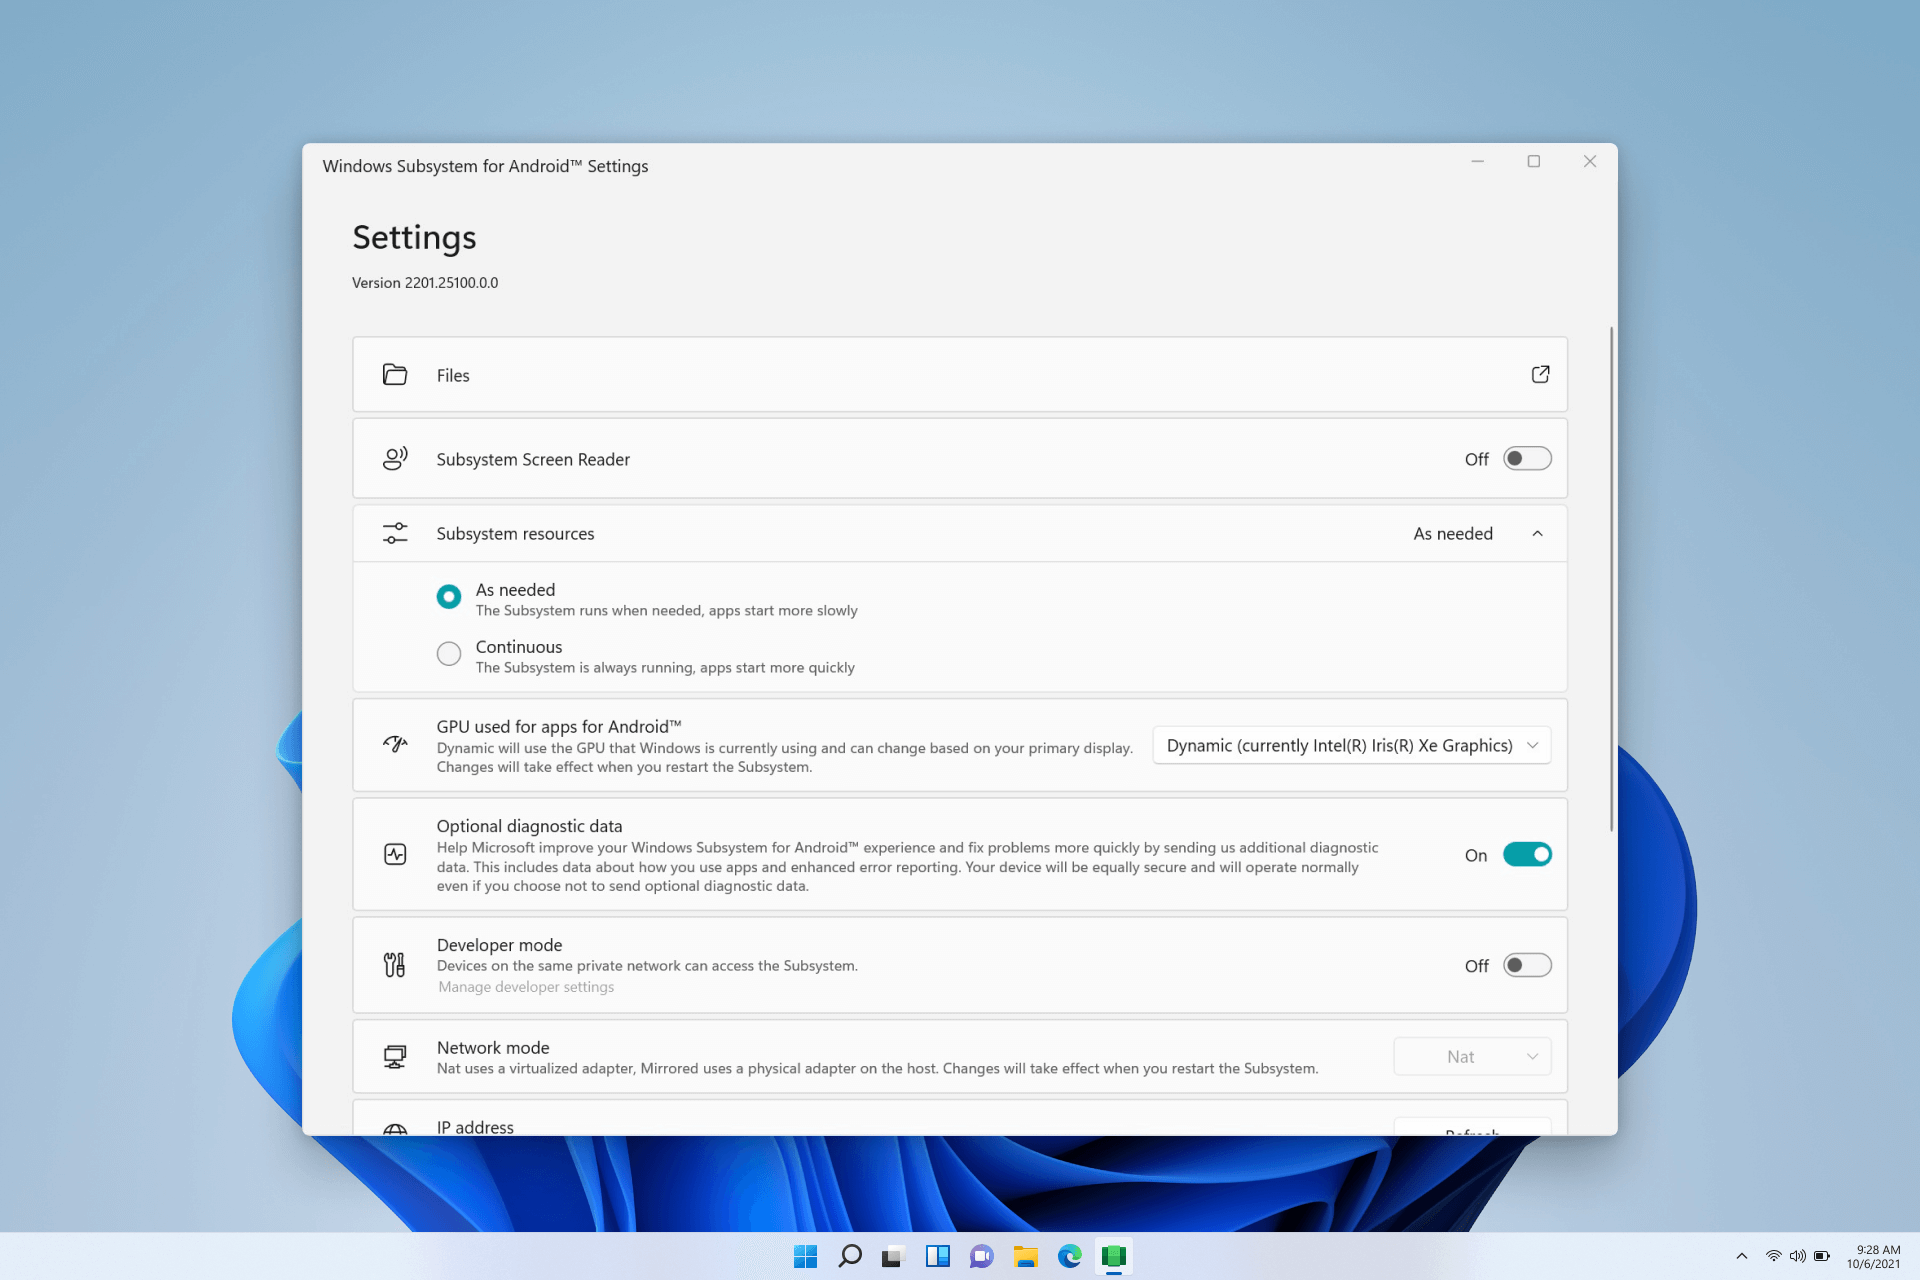 Windows Subsystem for Android™ Settings
Settings
Version 2201.25100.0.0
Files
Subsystem Screen Reader
Off
Subsystem resources
As needed
As needed
The Subsystem runs when needed, apps start more slowly
Continuous
The Subsystem is always running, apps start more quickly
GPU used for apps for Android™
Dynamic will use the GPU that Windows is currently using and can change based on your primary display.
Changes will take effect when you restart the Subsystem.
Dynamic (currently Intel(R) Iris(R) Xe Graphics)
Optional diagnostic data
Help Microsoft improve your Windows Subsystem for Android™ experience and fix problems more quickly by sending us additional diagnostic
data. This includes data about how you use apps and enhanced error reporting. Your device will be equally secure and will operate normally
even if you choose not to send optional diagnostic data.
On
Developer mode
Devices on the same private network can access the Subsystem.
Manage developer settings
Off
Network mode
Nat uses a virtualized adapter, Mirrored uses a physical adapter on the host. Changes will take effect when you restart the Subsystem.
Nat
IP address
Refresh
9:28 AM
10/6/2021